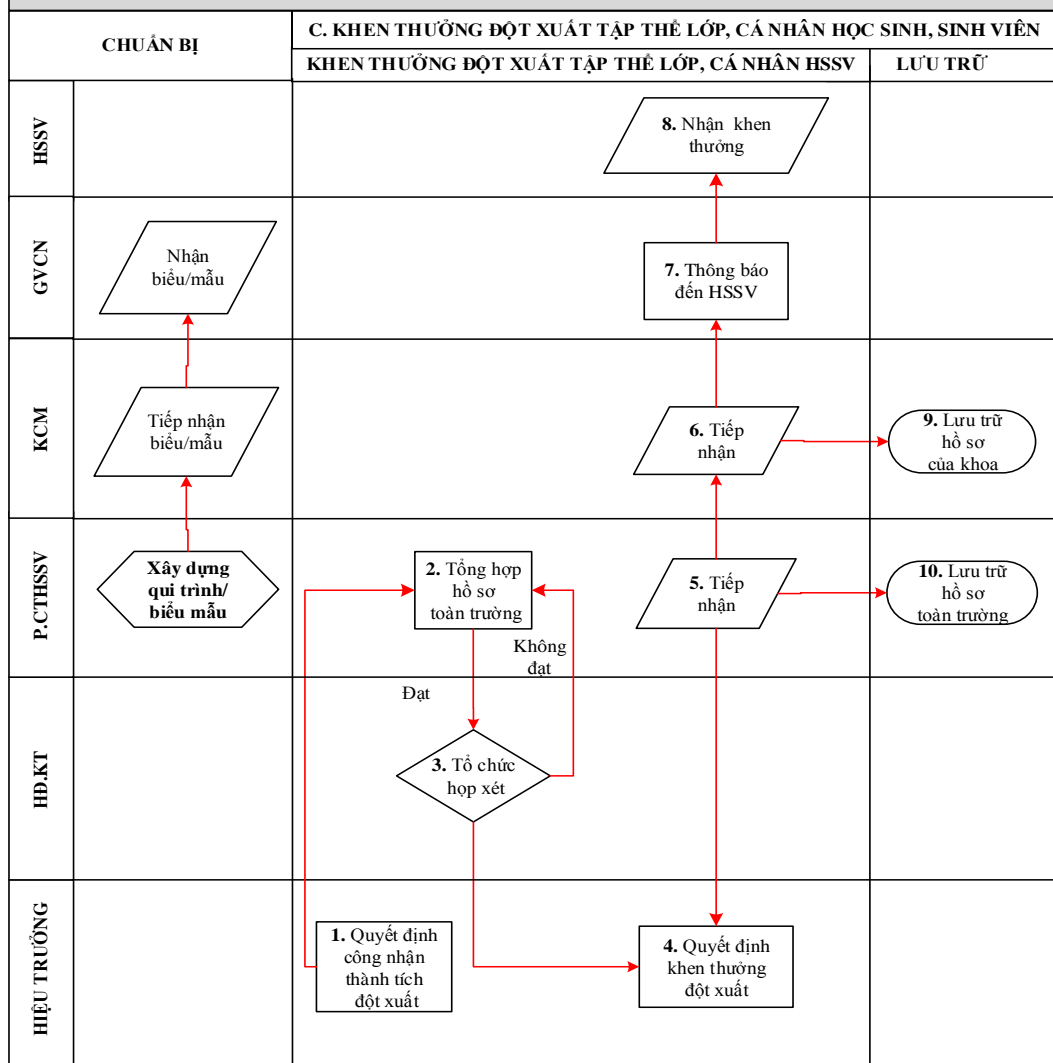 CHUẨN BỊ
C. KHEN THƯỞNG ĐỘT XUẤT TẬP THỂ LỚP, CÁ NHÂN HỌC SINH, SINH VIÊN
KHEN THƯỞNG ĐỘT XUẤT TẬP THỂ LỚP, CÁ NHÂN HSSV
LƯU TRỮ
HSSV
8. Nhận khen
thưởng
GVCN
Nhận
biểu/mẫu
7. Thông báo
đến HSSV
KCM
Tiếp nhận
biểu/mẫu
6. Tiếp
nhận
9. Lưu trữ
hồ sơ
của khoa
P.CTHSSV
Xây dựng
qui trình/
biểu mẫu
2. Tổng hợp
hồ sơ
toàn trường
5. Tiếp
nhận
10. Lưu trữ
hồ sơ
toàn trường
Không
đạt
Đạt
HĐ.KT
3. Tổ chức
họp xét
HIỆU TRƯỞNG
1. Quyết định
công nhận
thành tích
đột xuất
4. Quyết định
khen thưởng
đột xuất